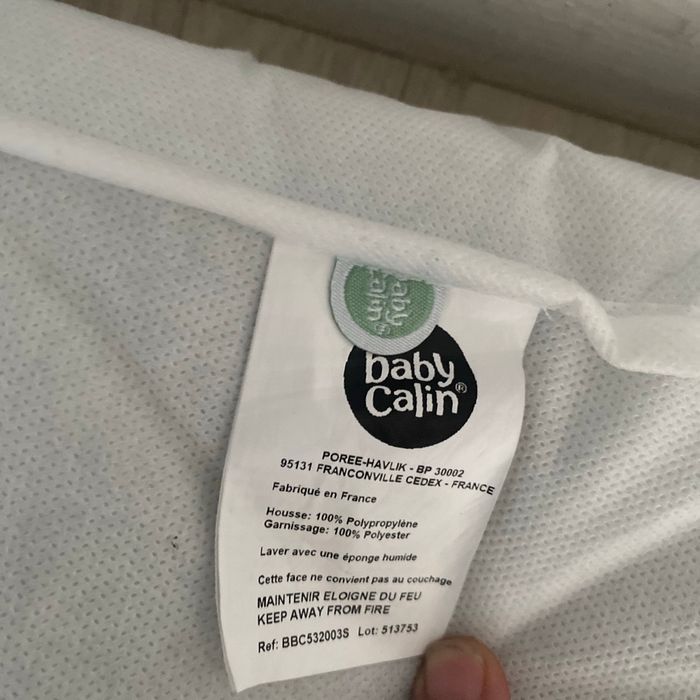 baby
calin®
baby
Calin®
POREE-HAVLIK - BP 30002
95131 FRANCONVILLE CEDEX - FRANCE
Fabriqué en France
Housse: 100% Polypropylène
Garnissage: 100% Polyester
Laver avec une éponge humide
Cette face ne convient pas au couchage
MAINTENIR ELOIGNE DU FEU
KEEP AWAY FROM FIRE
Ref: BBC532003S Lot: 513753